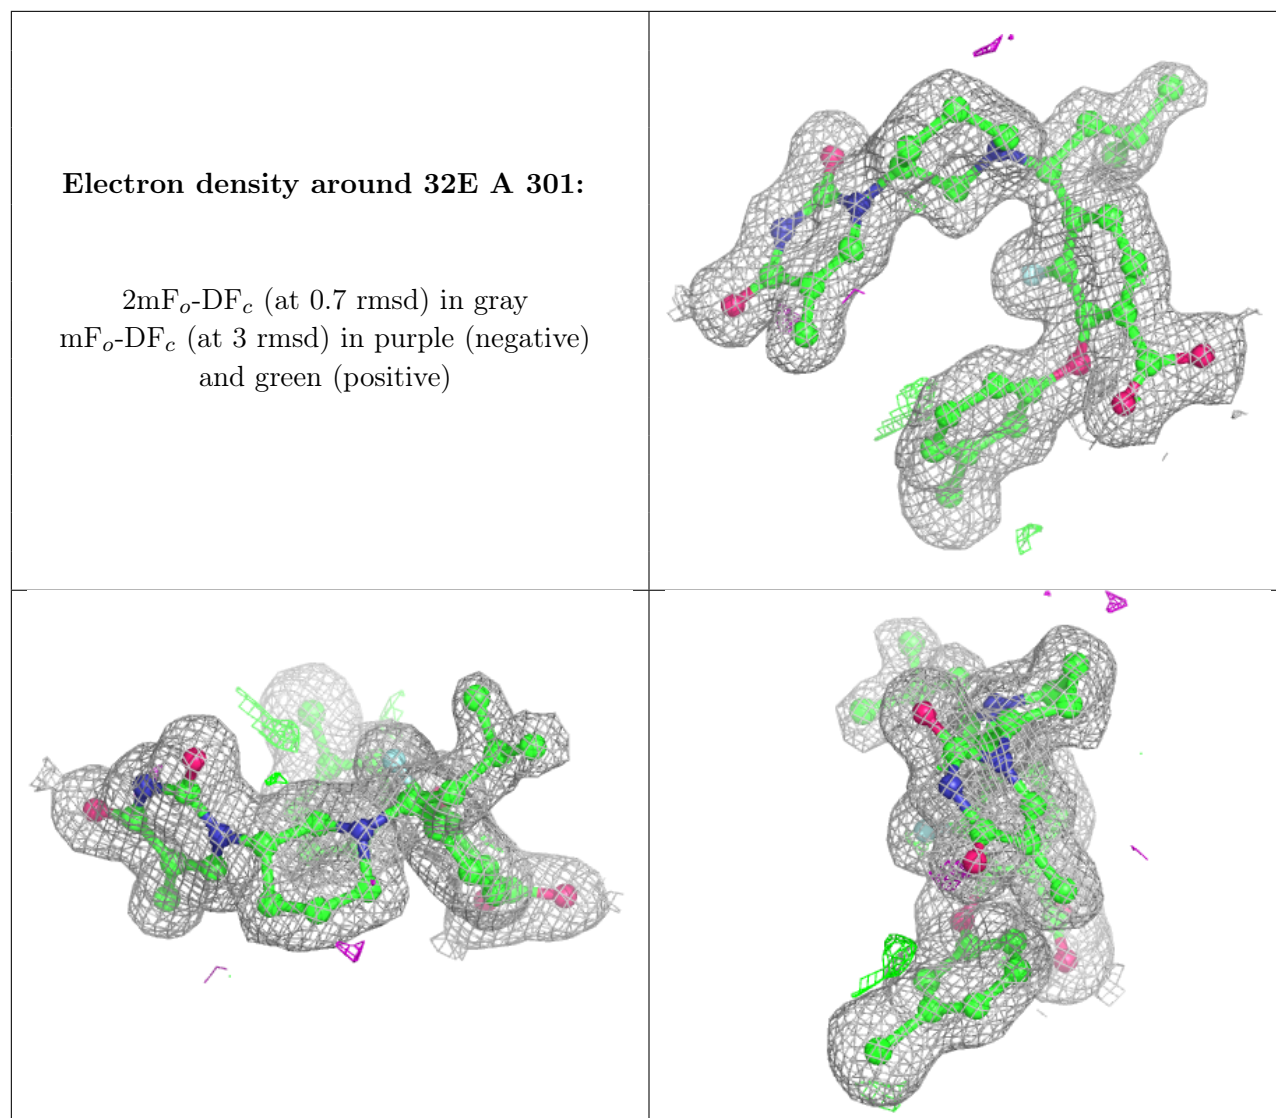 Electron density around 32E A 301:
2mFo-DFc (at 0.7 rmsd) in gray
mFo-DFc (at 3 rmsd) in purple (negative)
and green (positive)